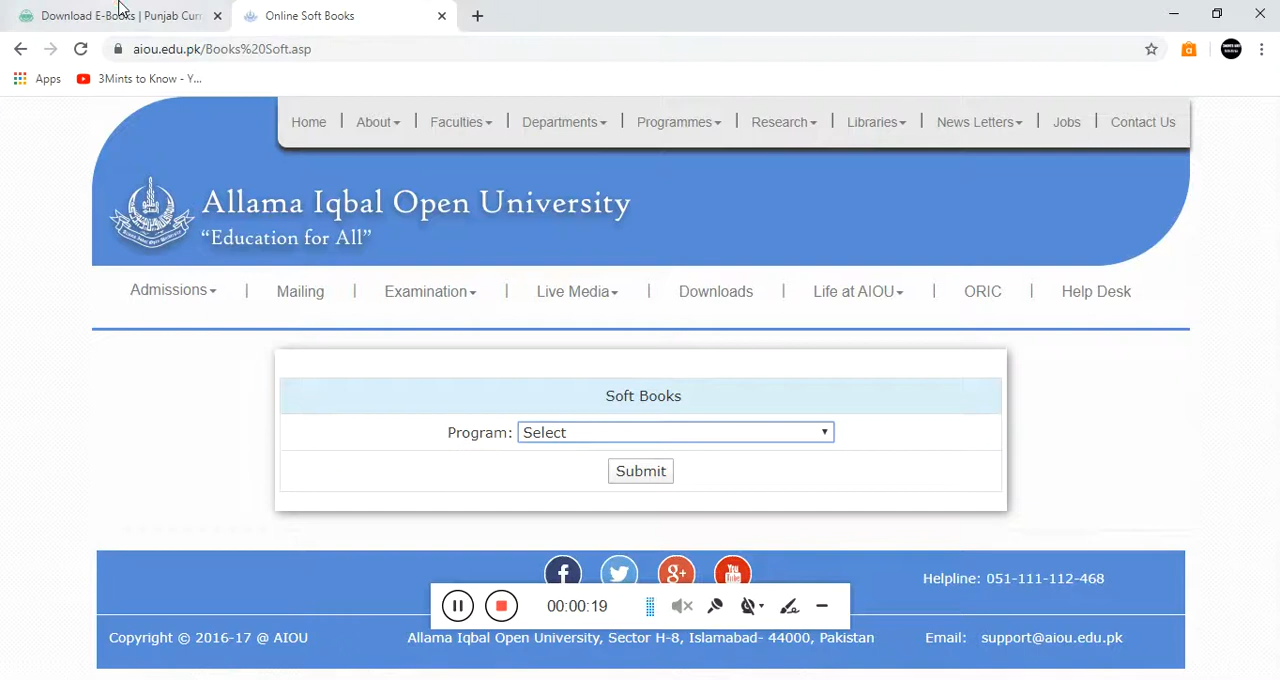 Download E-Books | Punjab Curr
Online Soft Books
aiou.edu.pk/Books%20Soft.asp
Apps
3Mints to Know - Y...
Home | About | Faculties | Departments | Programmes | Research | Libraries | News Letters | Jobs | Contact Us
Allama Iqbal Open University
“Education for All”
Admissions | Mailing | Examination | Live Media | Downloads | Life at AIOU | ORIC | Help Desk
Soft Books
Program: Select
Submit
Helpline: 051-111-112-468
00:00:19
Copyright © 2016-17 @ AIOU
Allama Iqbal Open University, Sector H-8, Islamabad- 44000, Pakistan
Email: support@aiou.edu.pk